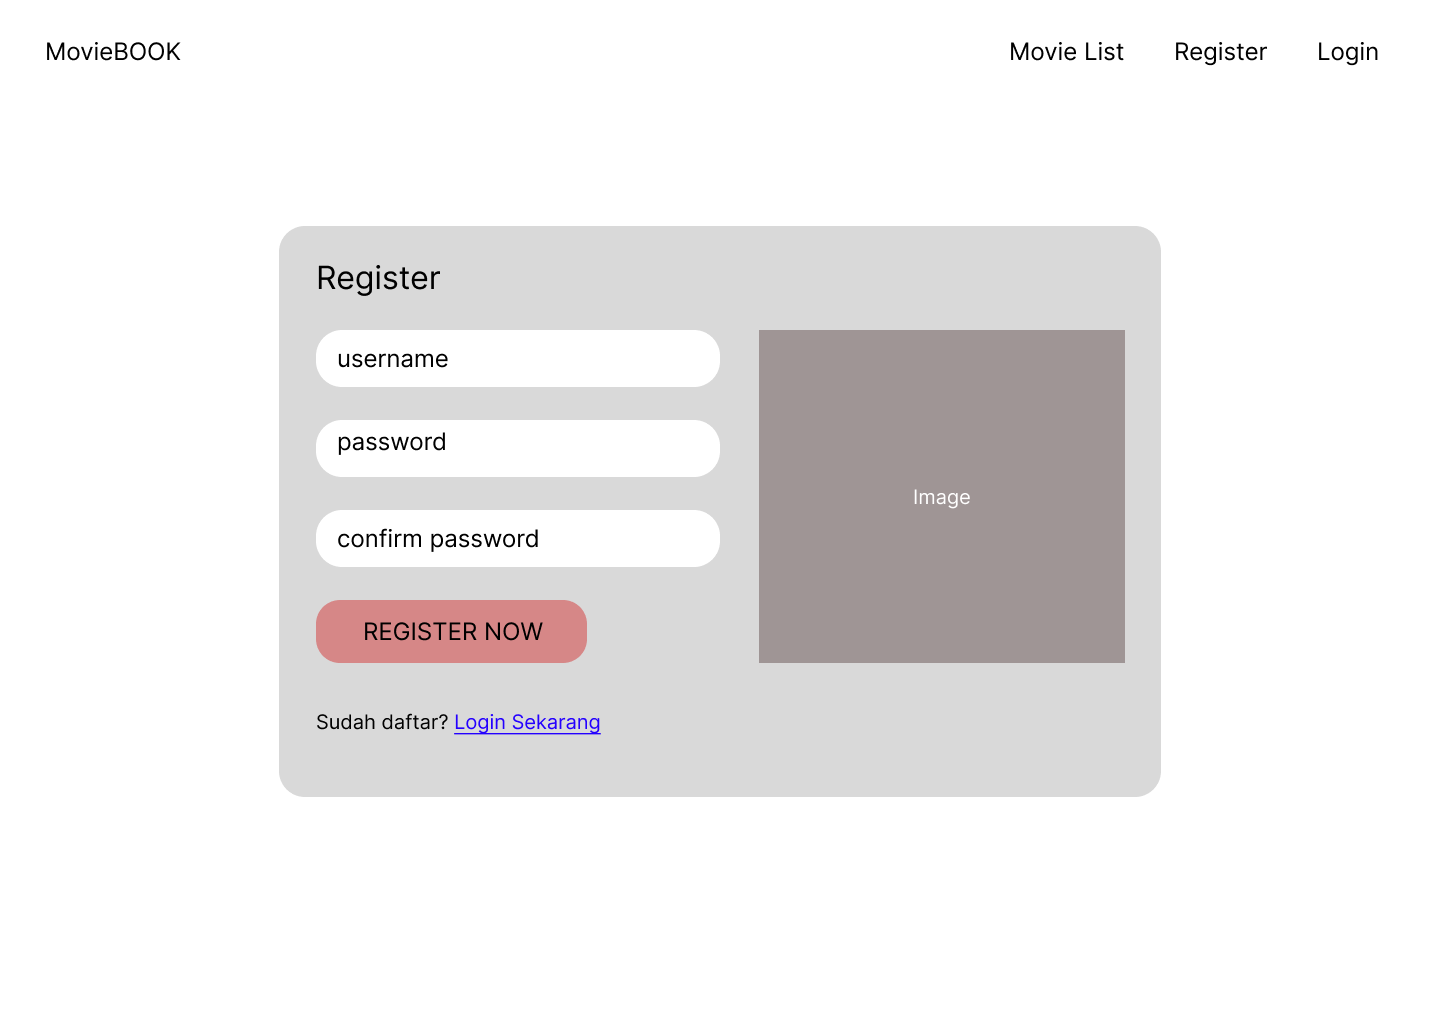 MovieBOOK Movie List Register Login
Register
username
password
Image
confirm password
REGISTER NOW
Sudah daftar? Login Sekarang